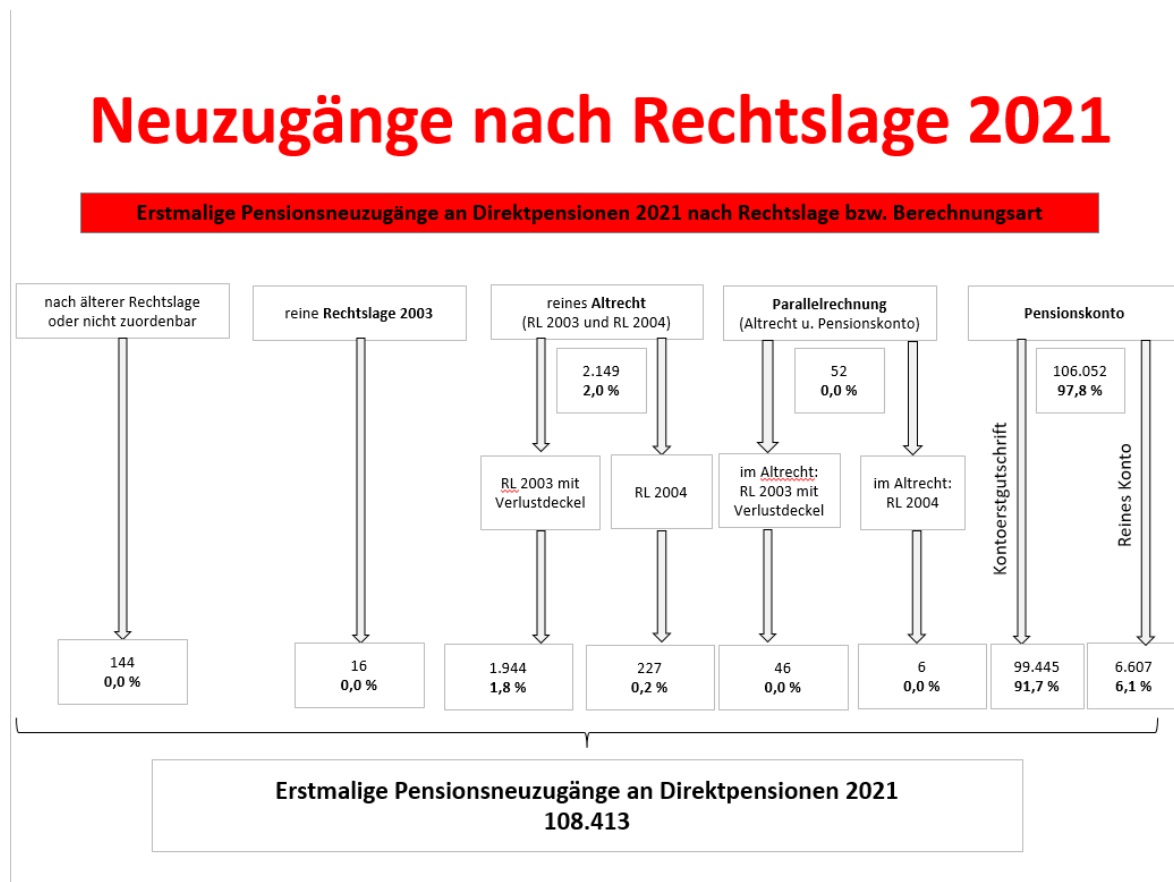 Neuzugänge nach Rechtslage 2021
Erstmalige Pensionsneuzugänge an Direktpensionen 2021 nach Rechtslage bzw. Berechnungsart
nach älterer Rechtslage
oder nicht zuordenbar
reine Rechtslage 2003
reines Altrecht
(RL 2003 und RL 2004)
Parallelrechnung
(Altrecht u. Pensionskonto)
Pensionskonto
2.149
2,0 %
52
0,0 %
106.052
97,8 %
RL 2003 mit
Verlustdeckel
RL 2004
im Altrecht:
RL 2003 mit
Verlustdeckel
im Altrecht:
RL 2004
Kontoerstgutschrift
Reines Konto
144
0,0 %
16
0,0 %
1.944
1,8 %
227
0,2 %
46
0,0 %
6
0,0 %
99.445
91,7 %
6.607
6,1 %
Erstmalige Pensionsneuzugänge an Direktpensionen 2021
108.413